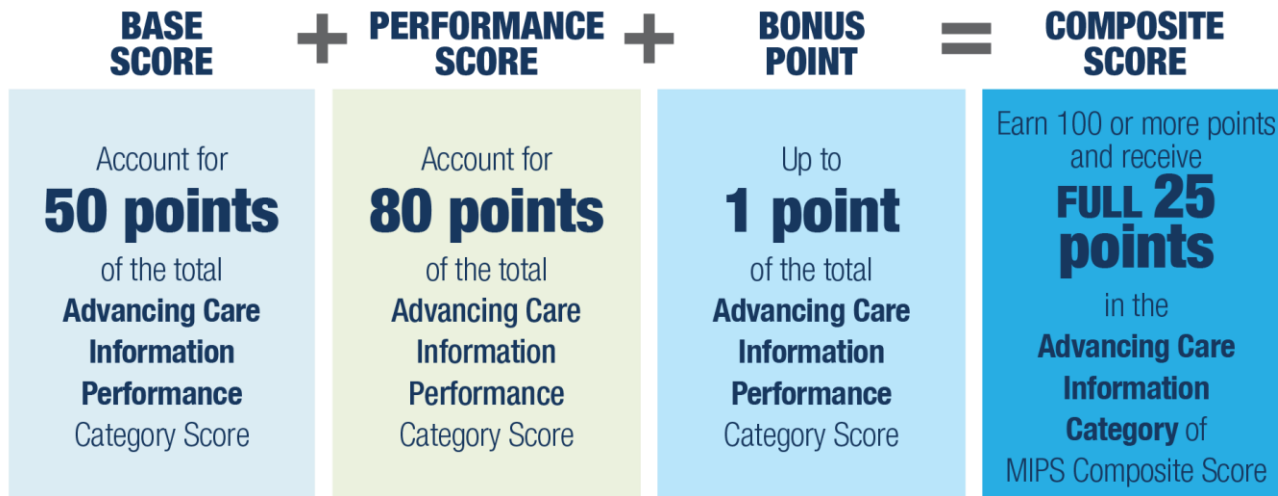 BASE
SCORE
+
PERFORMANCE
SCORE
+
BONUS
POINT
=
COMPOSITE
SCORE
Account for
50 points
of the total
Advancing Care
Information
Performance
Category Score
Account for
80 points
of the total
Advancing Care
Information
Performance
Category Score
Up to
1 point
of the total
Advancing Care
Information
Performance
Category Score
Earn 100 or more points
and receive
FULL 25
points
in the
Advancing Care
Information
Category of
MIPS Composite Score